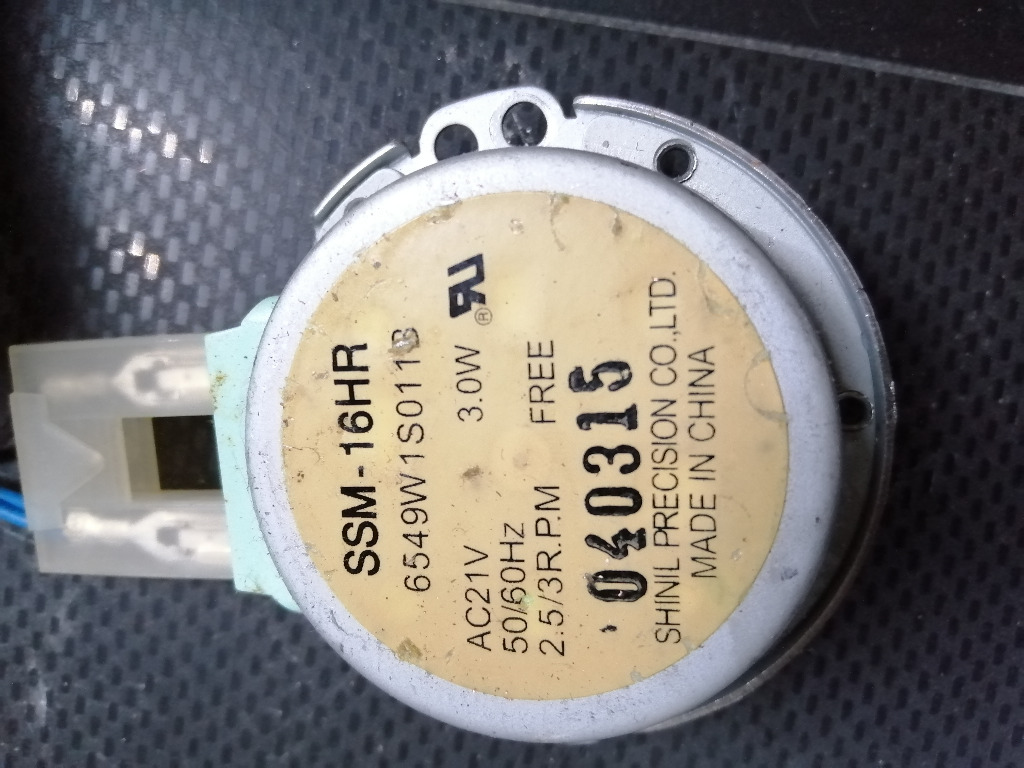 SSM-16HR
6549W1S011B
AC21V 3.0W
50/60Hz
2.5/3R.P.M FREE
'040315
SHINIL PRECISION CO.,LTD.
MADE IN CHINA
RU ®